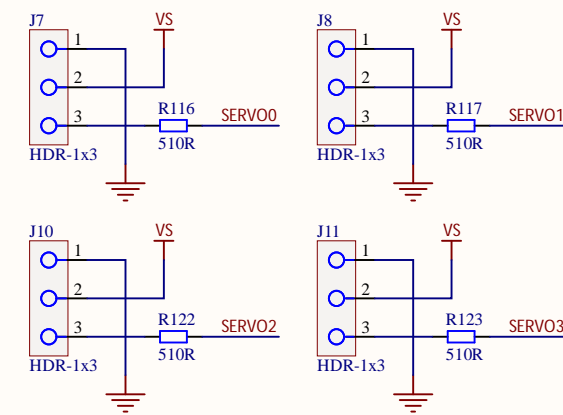 J7
VS
1
2
R116
3
SERVO0
510R
HDR-1x3
J8
VS
1
2
R117
3
SERVO1
510R
HDR-1x3
J10
VS
1
2
R122
3
SERVO2
510R
HDR-1x3
J11
VS
1
2
R123
3
SERVO3
510R
HDR-1x3